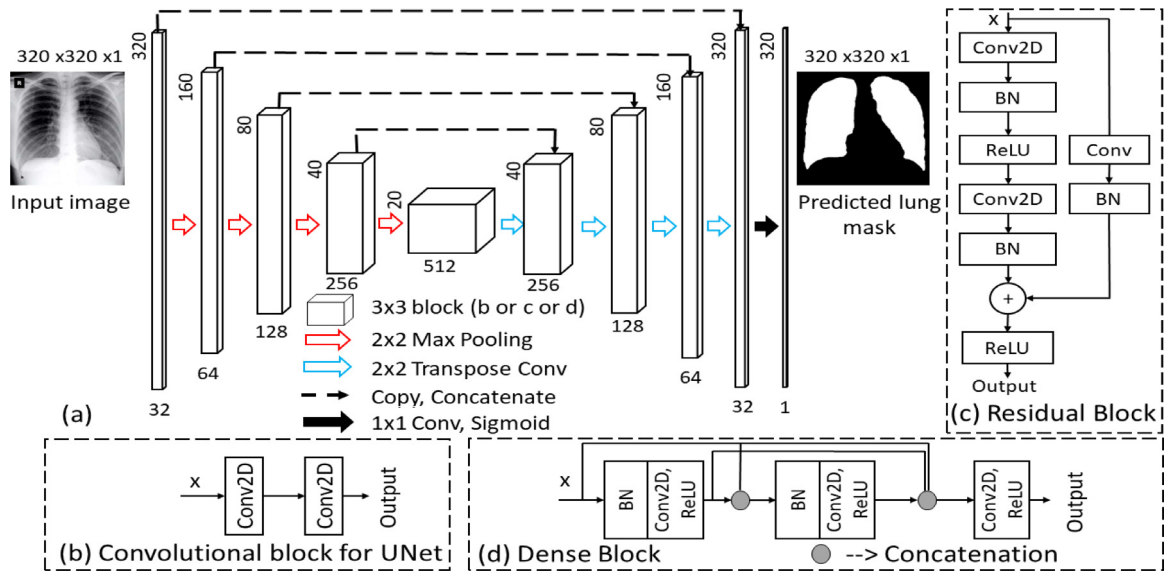 320 x320 x1
Input image
320
160
80
40
20
40
80
160
320
320
32
64
128
256
512
256
128
64
32
1
3x3 block (b or c or d)
2x2 Max Pooling
2x2 Transpose Conv
Copy, Concatenate
1x1 Conv, Sigmoid
(a)
320 x320 x1
Predicted lung
mask
x
Conv2D
BN
ReLU
Conv2D
BN
+
ReLU
Output
Conv
BN
(c) Residual Block
x
Conv2D
Conv2D
Output
(b) Convolutional block for UNet
x
BN
Conv2D,
ReLU
BN
Conv2D,
ReLU
Conv2D,
ReLU
Output
(d) Dense Block
--> Concatenation